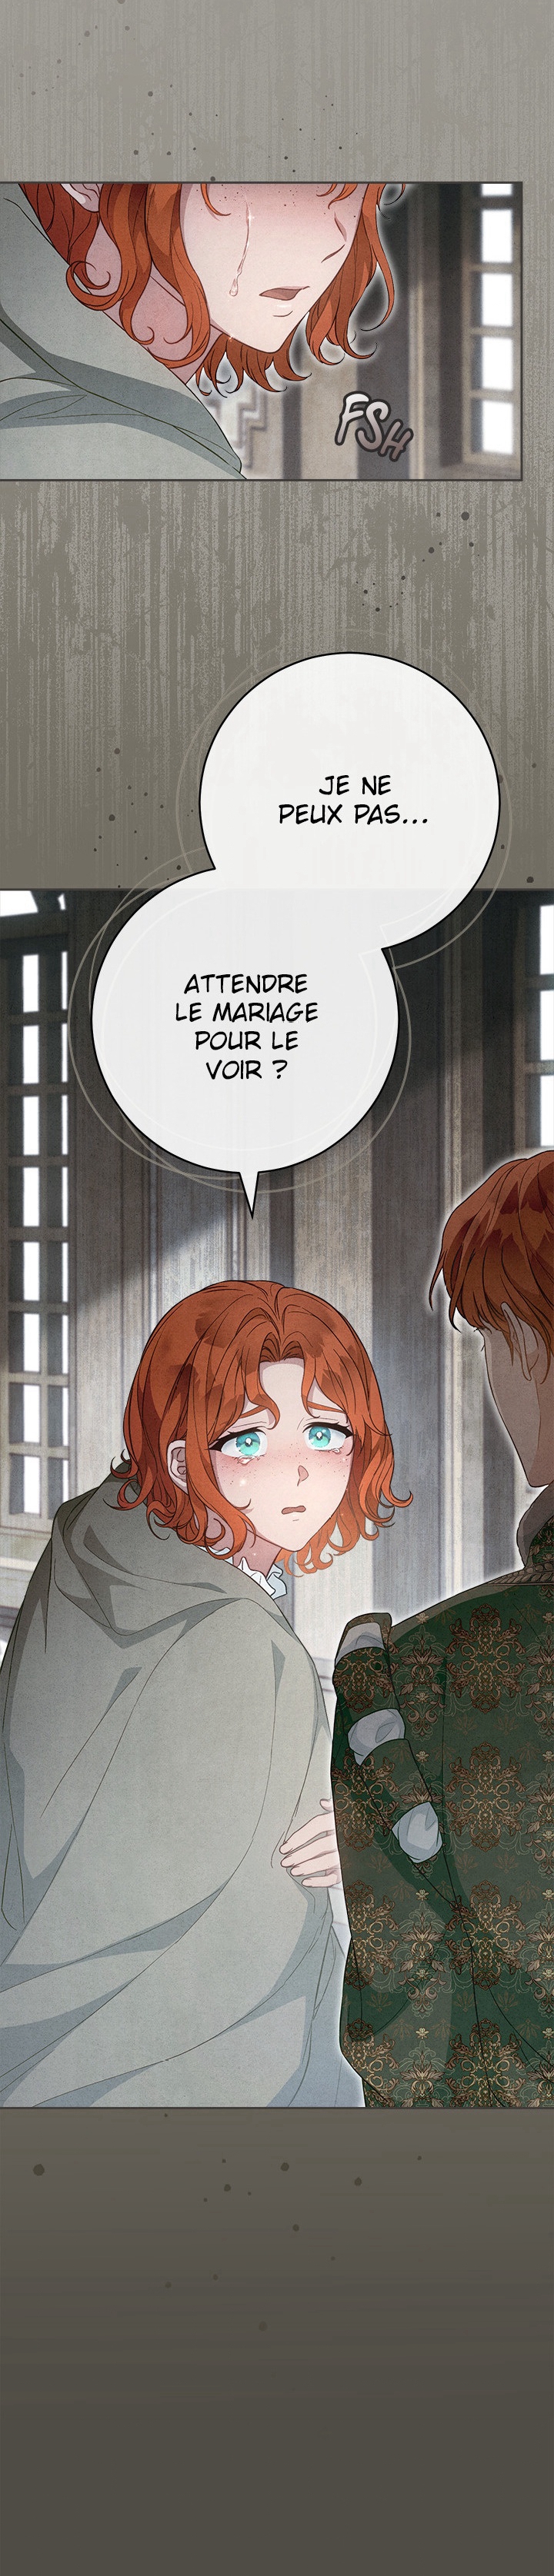 FSH
JE NE
PEUX PAS...
ATTENDRE
LE MARIAGE
POUR LE
VOIR ?